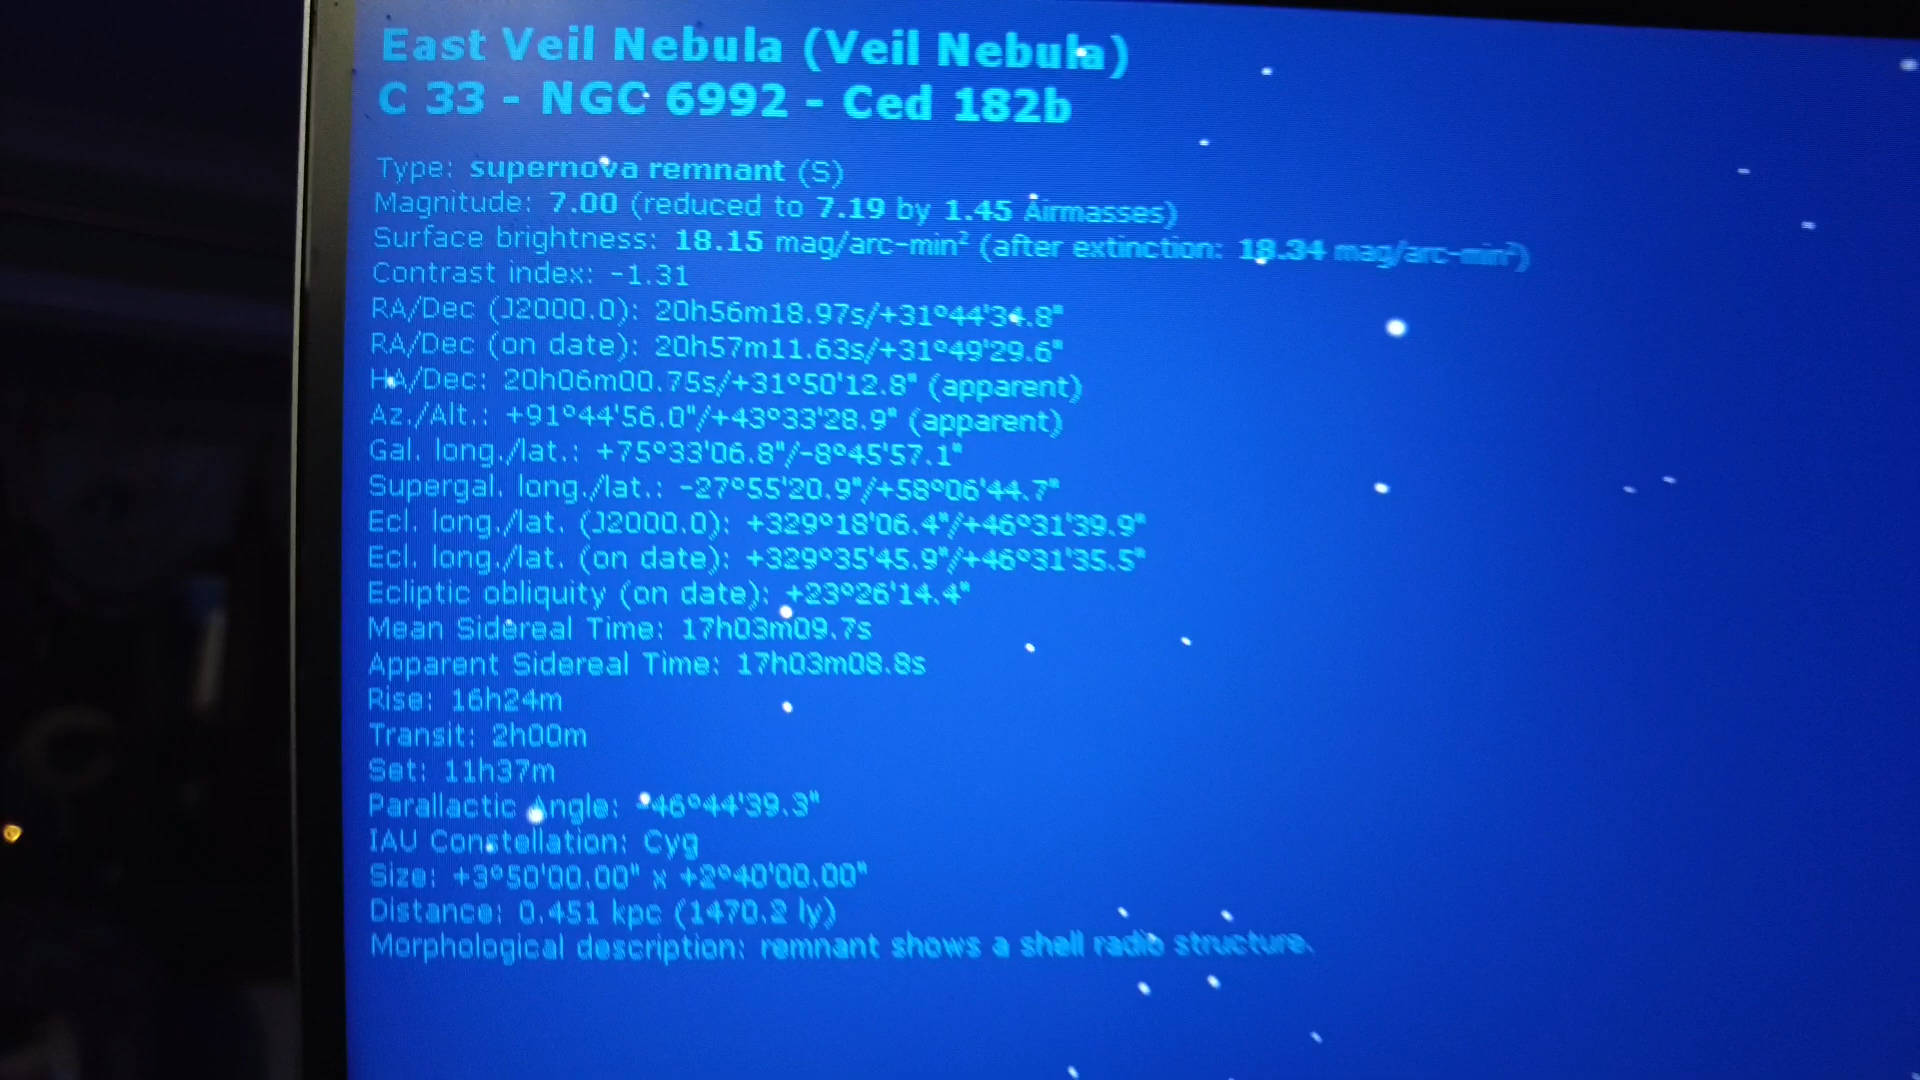 East Veil Nebula (Veil Nebula)
C 33 - NGC 6992 - Ced 182b
Type: supernova remnant (S)
Magnitude: 7.00 (reduced to 7.19 by 1.45 Airmasses)
Surface brightness: 18.15 mag/arc-min² (after extinction: 18.34 mag/arc-min²)
Contrast index: -1.31
RA/Dec (J2000.0): 20h56m18.97s/+31°44'34.8"
RA/Dec (on date): 20h57m11.63s/+31°49'29.6"
HA/Dec: 20h06m00.75s/+31°50'12.8" (apparent)
Az./Alt.: +91°44'56.0"/+43°33'28.9" (apparent)
Gal. long./lat.: +75°33'06.8"/-8°45'57.1"
Supergal. long./lat.: -27°55'20.9"/+58°06'44.7"
Ecl. long./lat. (J2000.0): +329°18'06.4"/+46°31'39.9"
Ecl. long./lat. (on date): +329°35'45.9"/+46°31'35.5"
Ecliptic obliquity (on date): +23°26'14.4"
Mean Sidereal Time: 17h03m09.7s
Apparent Sidereal Time: 17h03m08.8s
Rise: 16h24m
Transit: 2h00m
Set: 11h37m
Parallactic Angle: -46°44'39.3"
IAU Constellation: Cyg
Size: +3°50'00.00" x +2°40'00.00"
Distance: 0.451 kpc (1470.2 ly)
Morphological description: remnant shows a shell radio structure.